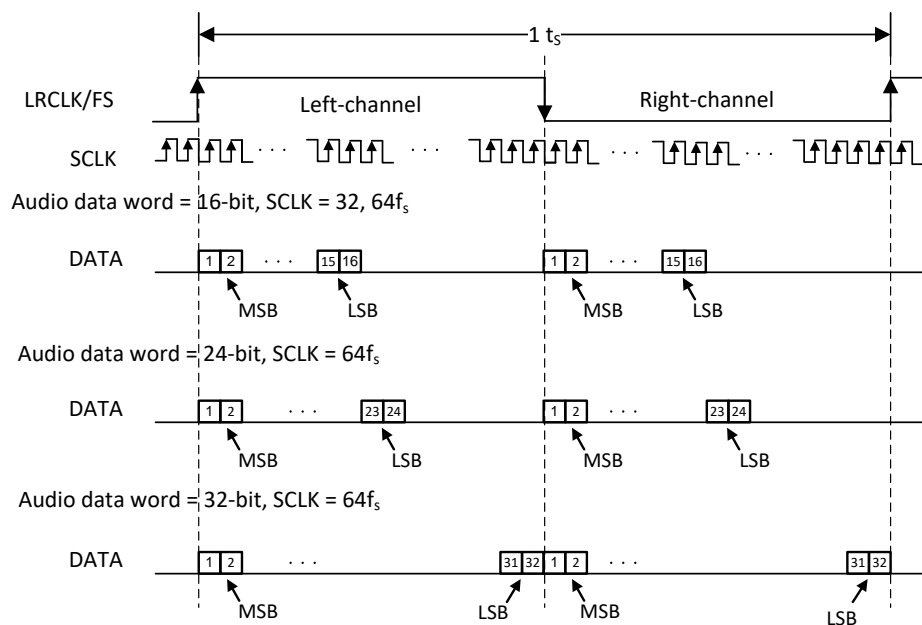 1 tS
LRCLK/FS Left-channel Right-channel
SCLK · · · · · · · · · · · ·
Audio data word = 16-bit, SCLK = 32, 64fs
DATA 1 2 · · · 15 16 1 2 · · · 15 16
MSB LSB MSB LSB
Audio data word = 24-bit, SCLK = 64fs
DATA 1 2 · · · 23 24 1 2 · · · 23 24
MSB LSB MSB LSB
Audio data word = 32-bit, SCLK = 64fs
DATA 1 2 · · · 31 32 1 2 · · · 31 32
MSB LSB MSB LSB